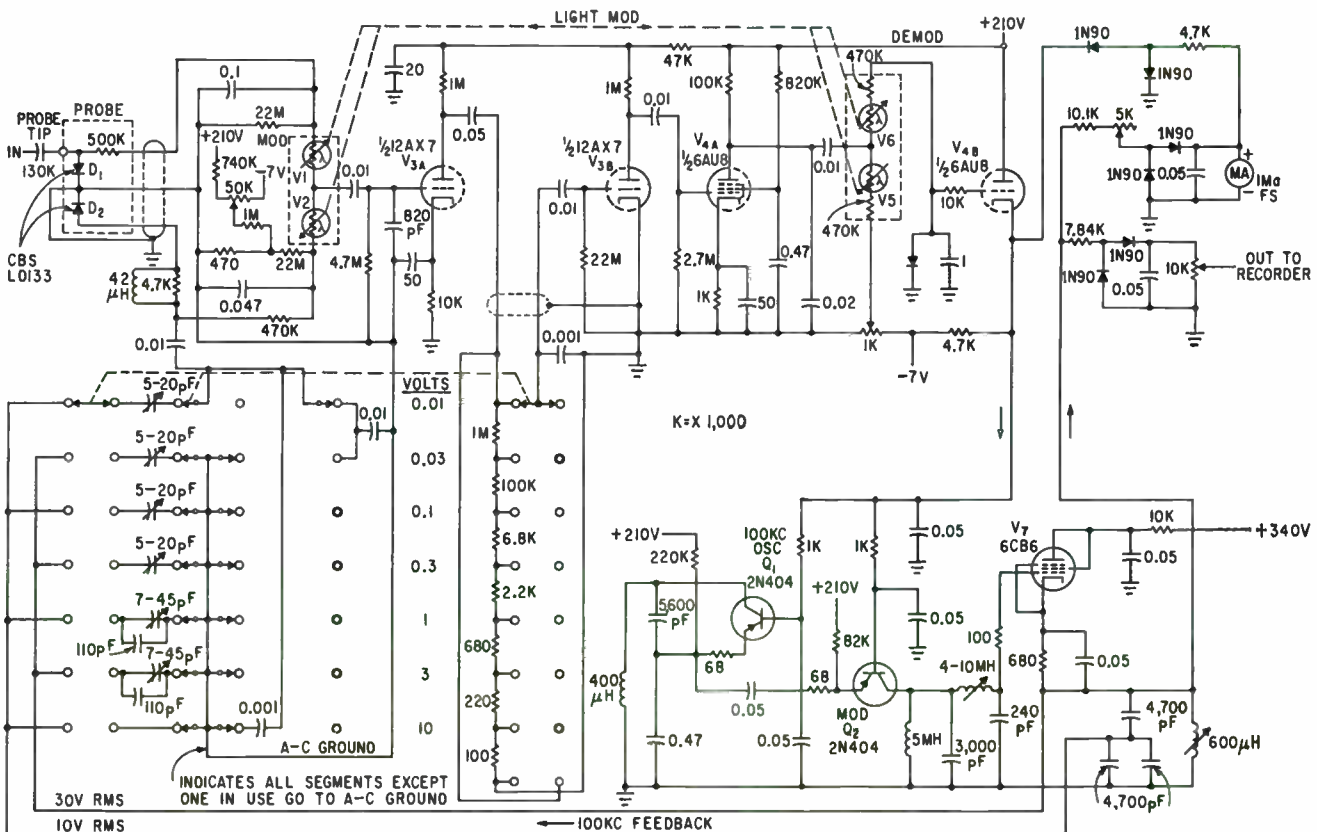 LIGHT MOD
+210V
DEMOD
1N90
4.7K
20
47K
470K
0.1
1M
1M
100K
820K
1N90
PROBE
TIP
PROBE
22M
0.01
10.1K
5K
0.05
500K
+210V
MOD
½12AX7
V3A
½12AX7
V3B
V4A
½6AU8
V6
V4B
½6AU8
1N90
1N
130K
D1
740K
-7V
V1
0.01
0.01
1N90
0.05
MA
+
-
1Ma
FS
50K
V2
0.01
V5
10K
D2
1M
820
pF
470K
7.84K
CBS
LO133
470
22M
4.7M
50
22M
2.7M
0.47
1N90
1N90
0.05
10K
OUT TO
RECORDER
42
μH
4.7K
0.047
10K
1K
50
0.02
1
470K
0.01
0.001
1K
4.7K
-7V
5-20pF
VOLTS
0.01
0.01
K=X 1,000
5-20pF
0.03
1M
5-20pF
0.1
100K
5-20pF
0.3
6.8K
+210V
220K
100KC
OSC
Q1
2N404
1K
1K
0.05
V7
6CB6
10K
+340V
0.05
7-45pF
1
2.2K
5600
pF
+210V
0.05
110pF
7-45pF
680
68
82K
100
680
0.05
110pF
3
400
μH
68
4-10MH
220
0.05
MOD
Q2
2N404
240
pF
4,700
pF
0.001
10
0.47
0.05
5MH
3,000
pF
600μH
A-C GROUND
100
4,700pF
INDICATES ALL SEGMENTS EXCEPT
ONE IN USE GO TO A-C GROUND
30V RMS
10V RMS
100KC FEEDBACK